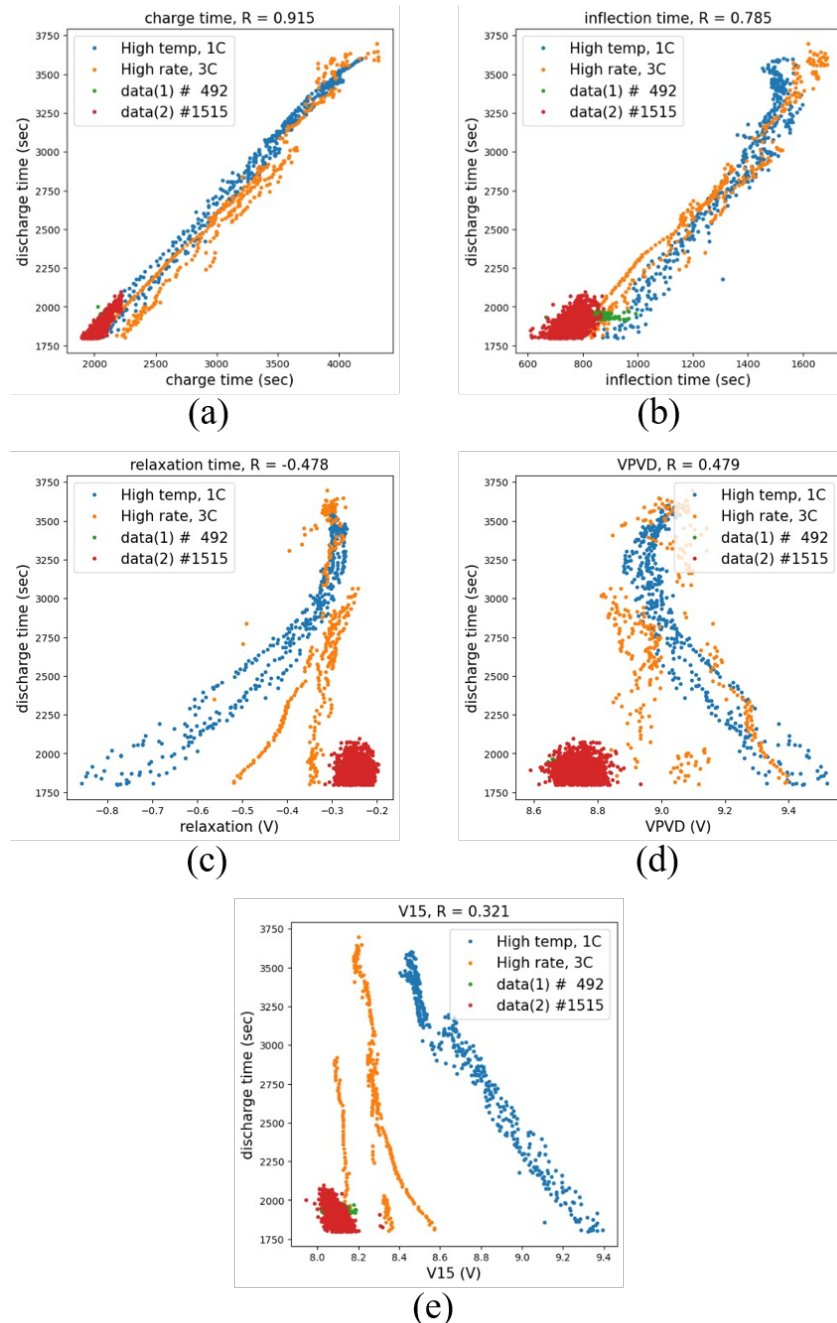 charge time, R = 0.915
3750
3500
3250
3000
2750
2500
2250
2000
1750
discharge time (sec)
High temp, 1C
High rate, 3C
data(1) #  492
data(2) #1515
2000 2500 3000 3500 4000
charge time (sec)
(a)
inflection time, R = 0.785
3750
3500
3250
3000
2750
2500
2250
2000
1750
discharge time (sec)
High temp, 1C
High rate, 3C
data(1) #  492
data(2) #1515
600 800 1000 1200 1400 1600
inflection time (sec)
(b)
relaxation time, R = -0.478
3750
3500
3250
3000
2750
2500
2250
2000
1750
discharge time (sec)
High temp, 1C
High rate, 3C
data(1) #  492
data(2) #1515
−0.8 −0.7 −0.6 −0.5 −0.4 −0.3 −0.2
relaxation (V)
(c)
VPVD, R = 0.479
3750
3500
3250
3000
2750
2500
2250
2000
1750
discharge time (sec)
High temp, 1C
High rate, 3C
data(1) #  492
data(2) #1515
8.6 8.8 9.0 9.2 9.4
VPVD (V)
(d)
V15, R = 0.321
3750
3500
3250
3000
2750
2500
2250
2000
1750
discharge time (sec)
High temp, 1C
High rate, 3C
data(1) #  492
data(2) #1515
8.0 8.2 8.4 8.6 8.8 9.0 9.2 9.4
V15 (V)
(e)